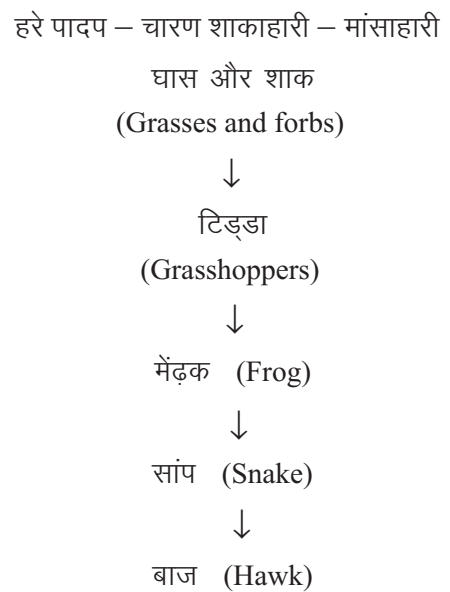 हरे पादप – चारण शाकाहारी – मांसाहारी
घास और शाक
(Grasses and forbs)
↓
टिड्‌डा
(Grasshoppers)
↓
मेंढ़क (Frog)
↓
सांप (Snake)
↓
बाज (Hawk)